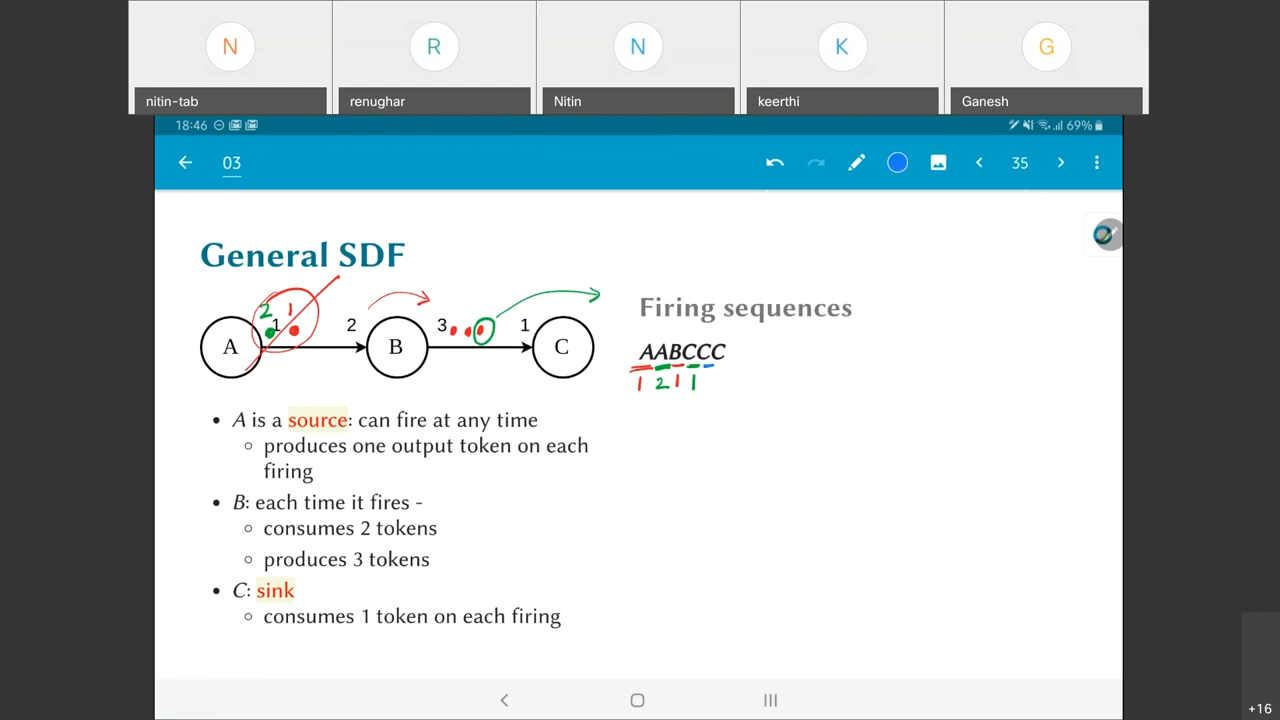 N R N K G
nitin-tab renughar Nitin keerthi Ganesh
18:46 69%
03 35
General SDF
2 1
1 2 3 1
A B C
Firing sequences
AABCCC
1 2 1 1
• A is a source: can fire at any time
produces one output token on each
firing
• B: each time it fires -
consumes 2 tokens
produces 3 tokens
• C: sink
consumes 1 token on each firing
+16